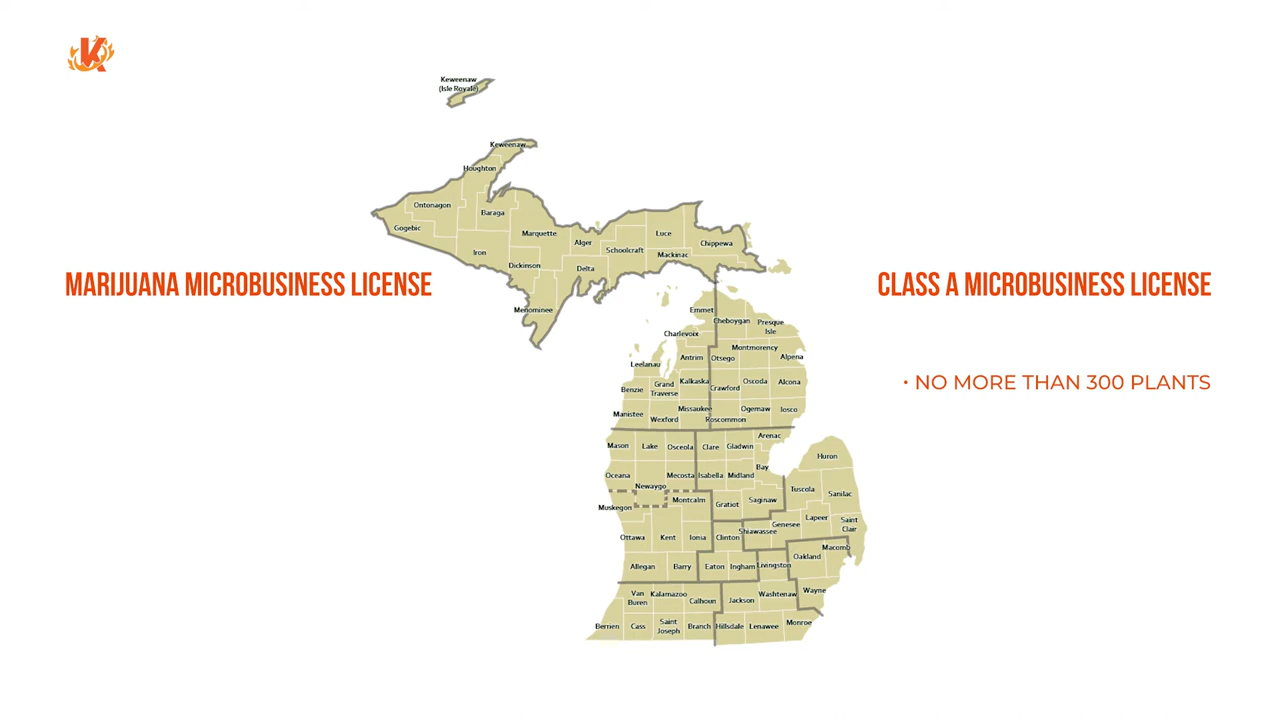 K
Keweenaw
(Isle Royale)
Keweenaw
Houghton
Ontonagon
Baraga
Gogebic
Marquette
Alger
Luce
Chippewa
Schoolcraft
Mackinac
Iron
Dickinson
Delta
MARIJUANA MICROBUSINESS LICENSE
CLASS A MICROBUSINESS LICENSE
Menominee
Emmet
Cheboygan
Presque
Isle
Charlevoix
Montmorency
Antrim
Otsego
Alpena
Leelanau
NO MORE THAN 300 PLANTS
Benzie
Grand
Traverse
Kalkaska
Crawford
Oscoda
Alcona
Manistee
Wexford
Missaukee
Roscommon
Ogemaw
Iosco
Arenac
Mason
Lake
Osceola
Clare
Gladwin
Huron
Oceana
Newaygo
Mecosta
Isabella
Midland
Bay
Tuscola
Sanilac
Muskegon
Montcalm
Gratiot
Saginaw
Lapeer
Saint
Clair
Ottawa
Kent
Ionia
Clinton
Shiawassee
Genesee
Oakland
Macomb
Allegan
Barry
Eaton
Ingham
Livingston
Van
Buren
Kalamazoo
Calhoun
Jackson
Washtenaw
Wayne
Berrien
Cass
Saint
Joseph
Branch
Hillsdale
Lenawee
Monroe